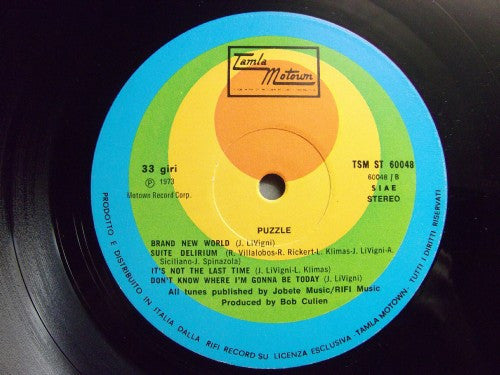 Tamla
Motown
33 giri
Ⓟ 1973
Motown Record Corp.
TSM ST 60048
60048/B
SIAE
STEREO
PUZZLE
BRAND NEW WORLD (J. LiVigni)
SUITE DELIRIUM (R. Villalobos-R. Rickert-L. Klimas-J. LiVigni-A.
Siciliano-J. Spinazola)
IT'S NOT THE LAST TIME (J. LiVigni-L. Klimas)
DON'T KNOW WHERE I'M GONNA BE TODAY (J. LiVigni)
All tunes published by Jobete Music/RIFI Music
Produced by Bob Cullen
PRODOTTO E DISTRIBUITO IN ITALIA DALLA RIFI RECORD SU LICENZA ESCLUSIVA TAMLA MOTOWN - TUTTI I DIRITTI RISERVATI